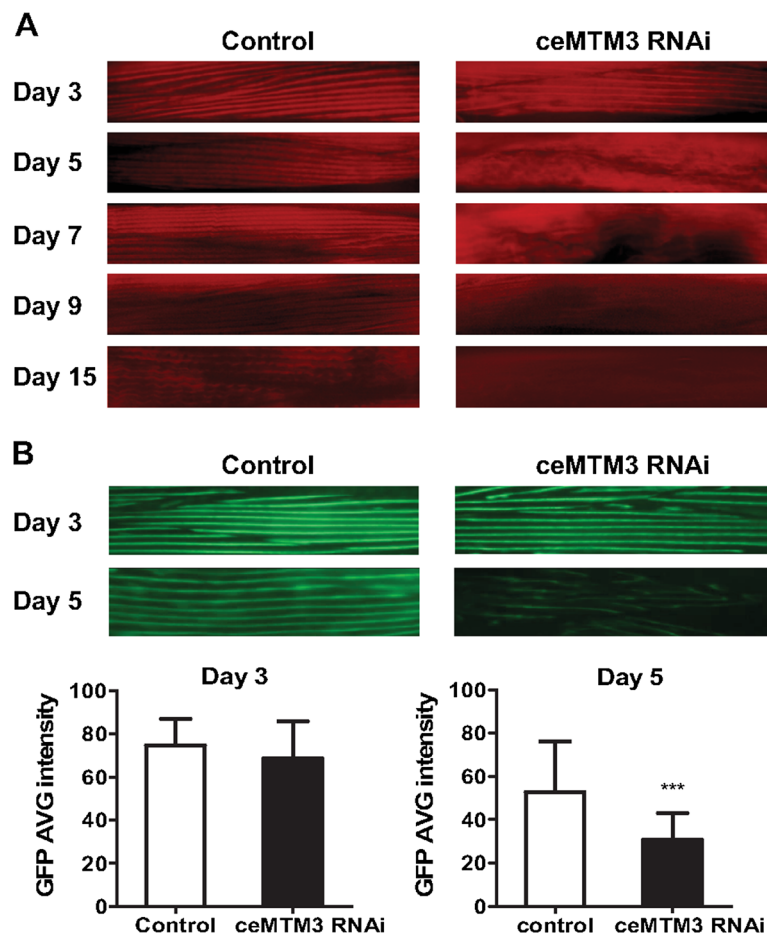 A
Control ceMTM3 RNAi
Day 3
Day 5
Day 7
Day 9
Day 15
B
Control ceMTM3 RNAi
Day 3
Day 5
Day 3
GFP AVG intensity
100
80
60
40
20
0
Control ceMTM3 RNAi
Day 5
GFP AVG intensity
100
80
60
40
20
0
***
control ceMTM3 RNAi